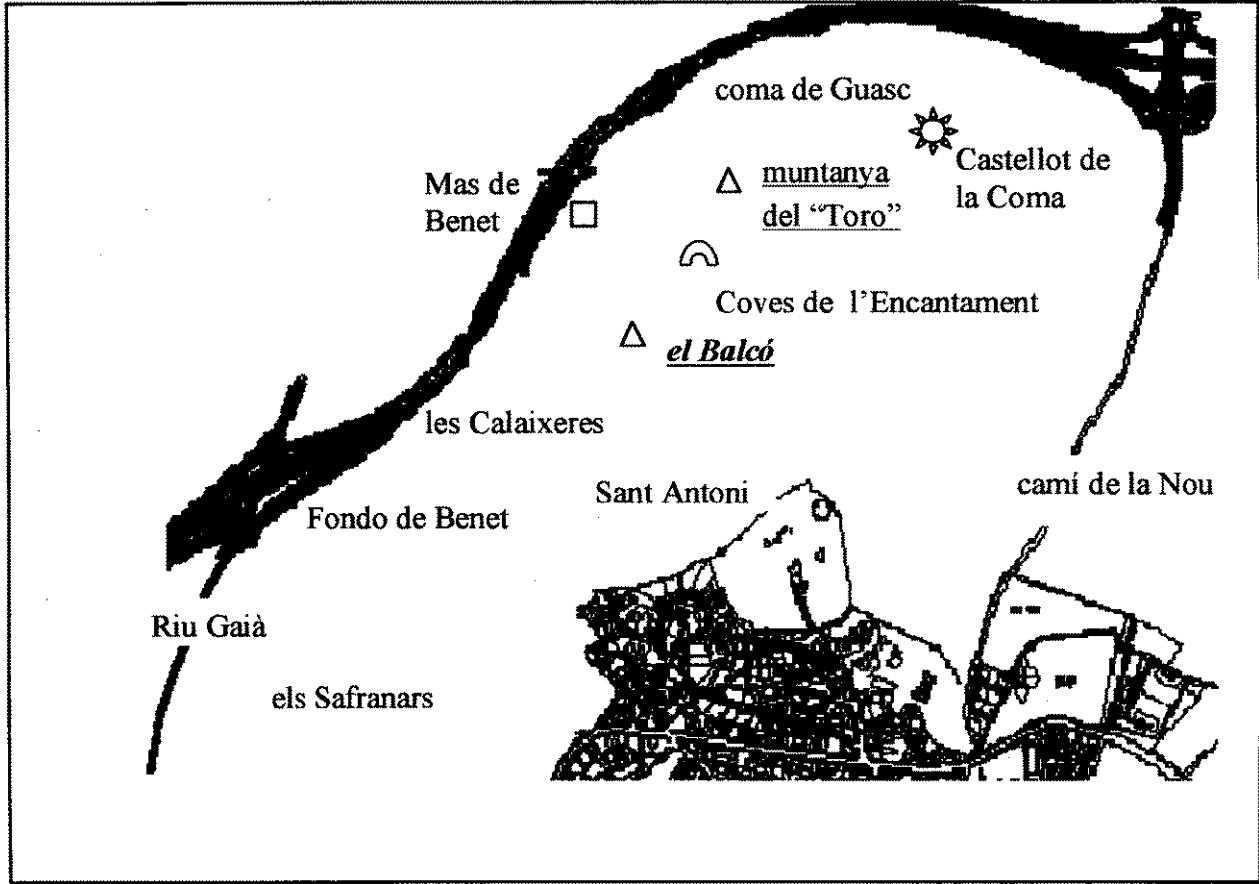 coma de Guasc
Castellot de
la Coma
Mas de
Benet
muntanya
del “Toro”
Coves de l’Encantament
el Balcó
les Calaixeres
Sant Antoni
camí de la Nou
Fondo de Benet
Riu Gaià
els Safranars